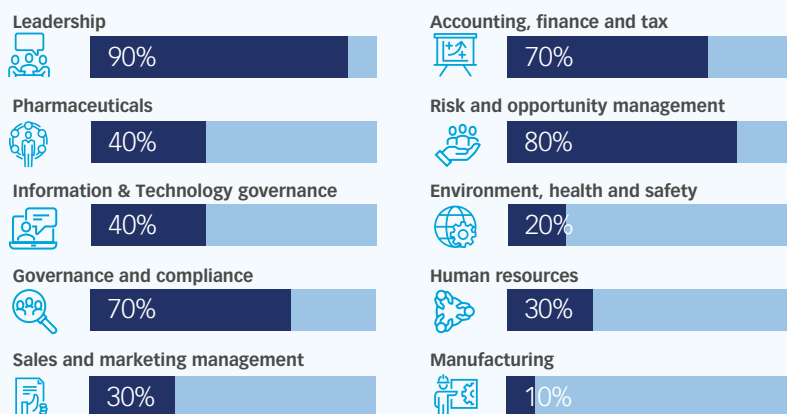 Leadership
90%
Pharmaceuticals
40%
Information & Technology governance
40%
Governance and compliance
70%
Sales and marketing management
30%
Accounting, finance and tax
70%
Risk and opportunity management
80%
Environment, health and safety
20%
Human resources
30%
Manufacturing
10%